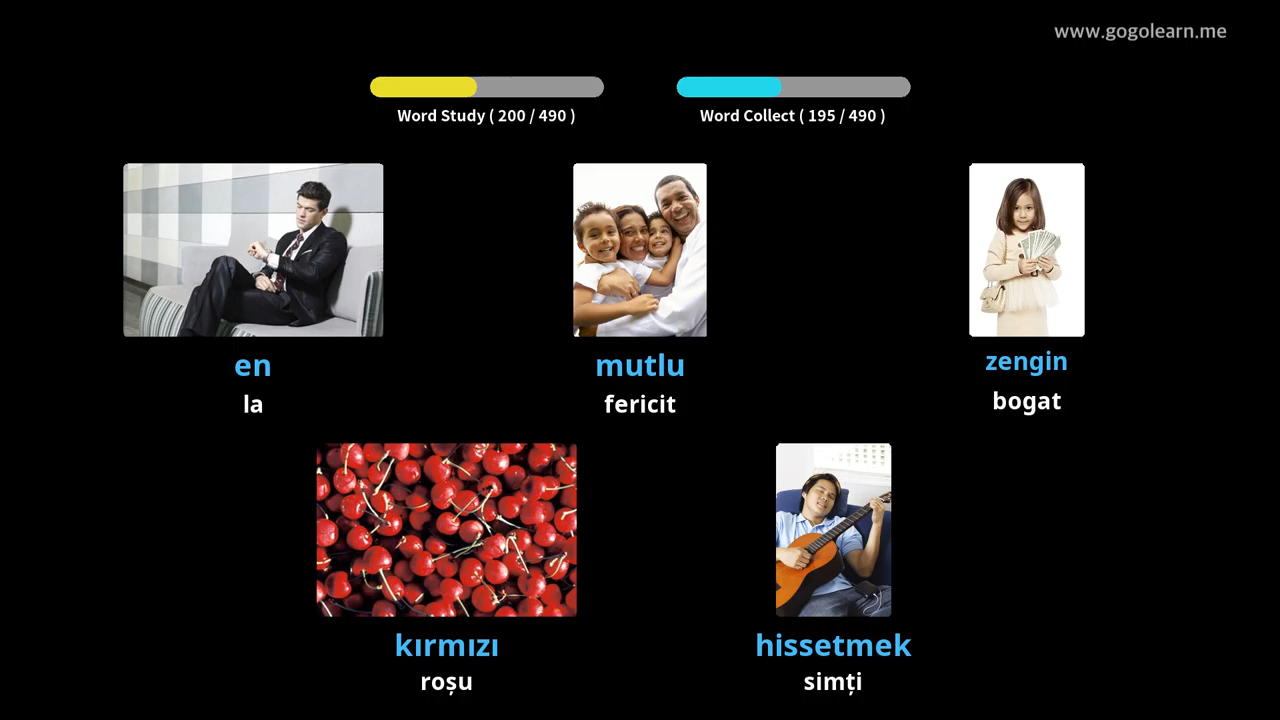 www.gogolearn.me
Word Study ( 200 / 490 )
Word Collect ( 195 / 490 )
en
la
mutlu
fericit
zengin
bogat
kırmızı
roșu
hissetmek
simți